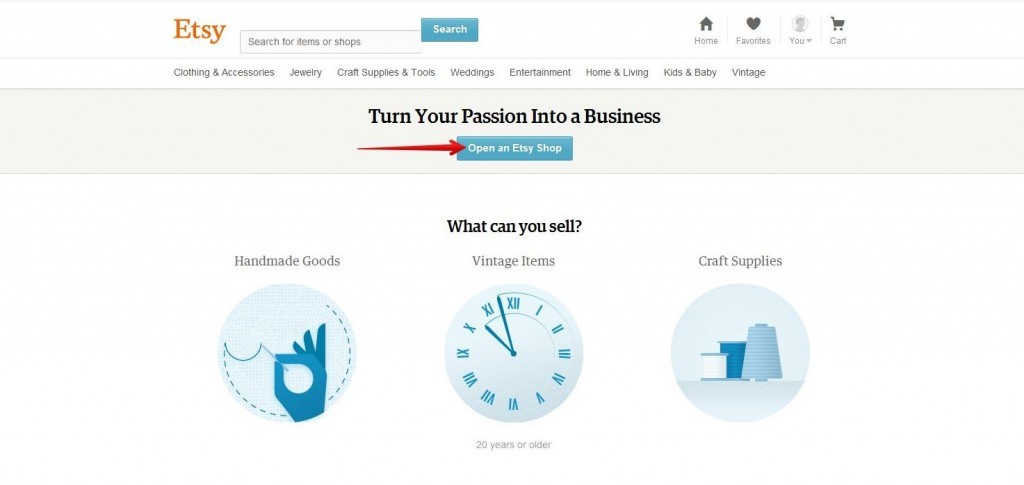 Etsy
Search for items or shops
Search
Home
Favorites
You
Cart
Clothing & Accessories
Jewelry
Craft Supplies & Tools
Weddings
Entertainment
Home & Living
Kids & Baby
Vintage
Turn Your Passion Into a Business
Open an Etsy Shop
What can you sell?
Handmade Goods
Vintage Items
Craft Supplies
XII
I
II
III
IIII
V
VI
VII
VIII
IX
X
XI
20 years or older